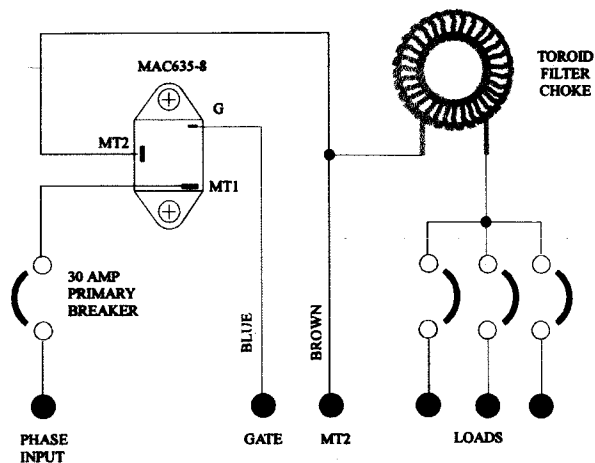 MAC635-8
TOROID
FILTER
CHOKE
G
MT2
MT1
30 AMP
PRIMARY
BREAKER
BLUE
BROWN
PHASE
INPUT
GATE
MT2
LOADS